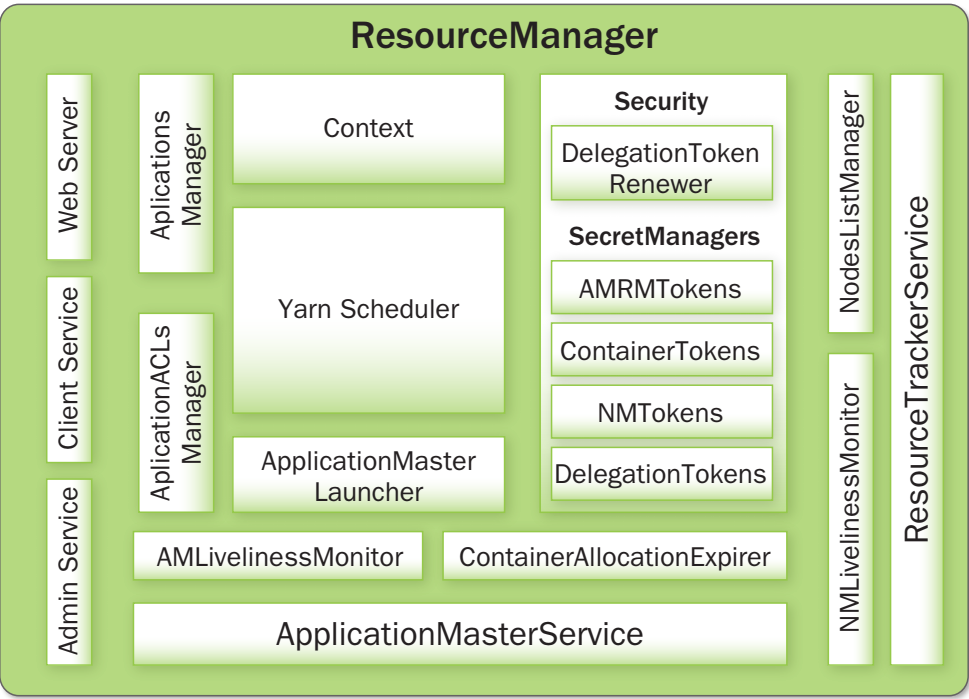 ResourceManager
Web Server
Client Service
Admin Service
Aplications
Manager
AplicationACLs
Manager
Context
Yarn Scheduler
ApplicationMaster
Launcher
Security
DelegationToken
Renewer
SecretManagers
AMRMTokens
ContainerTokens
NMTokens
DelegationTokens
AMLivelinessMonitor
ContainerAllocationExpirer
ApplicationMasterService
NodesListManager
NMLivelinessMonitor
ResourceTrackerService